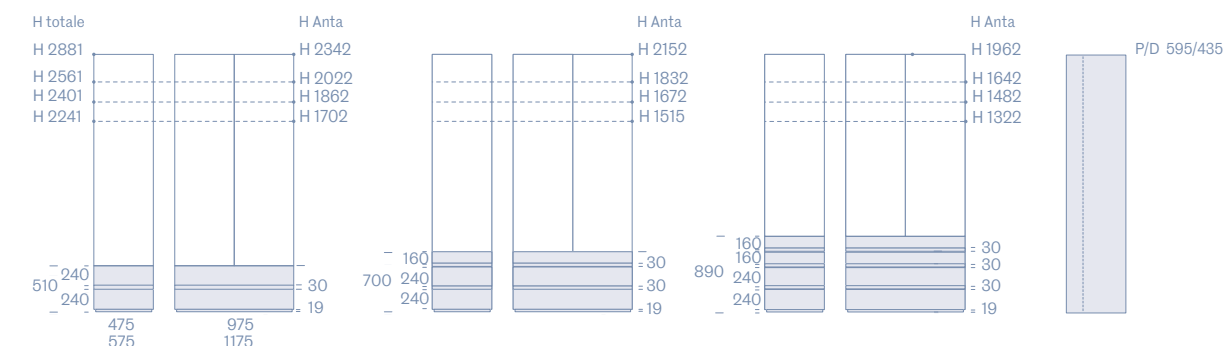 H totale
H Anta
H Anta
H Anta
H 2881
H 2342
H 2152
H 1962
P/D 595/435
H 2561
H 2022
H 1832
H 1642
H 2401
H 1862
H 1672
H 1482
H 2241
H 1702
H 1515
H 1322
160
160
30
240
160
30
160
30
510
30
700
240
30
890
240
30
240
19
240
19
240
19
475
975
575
1175